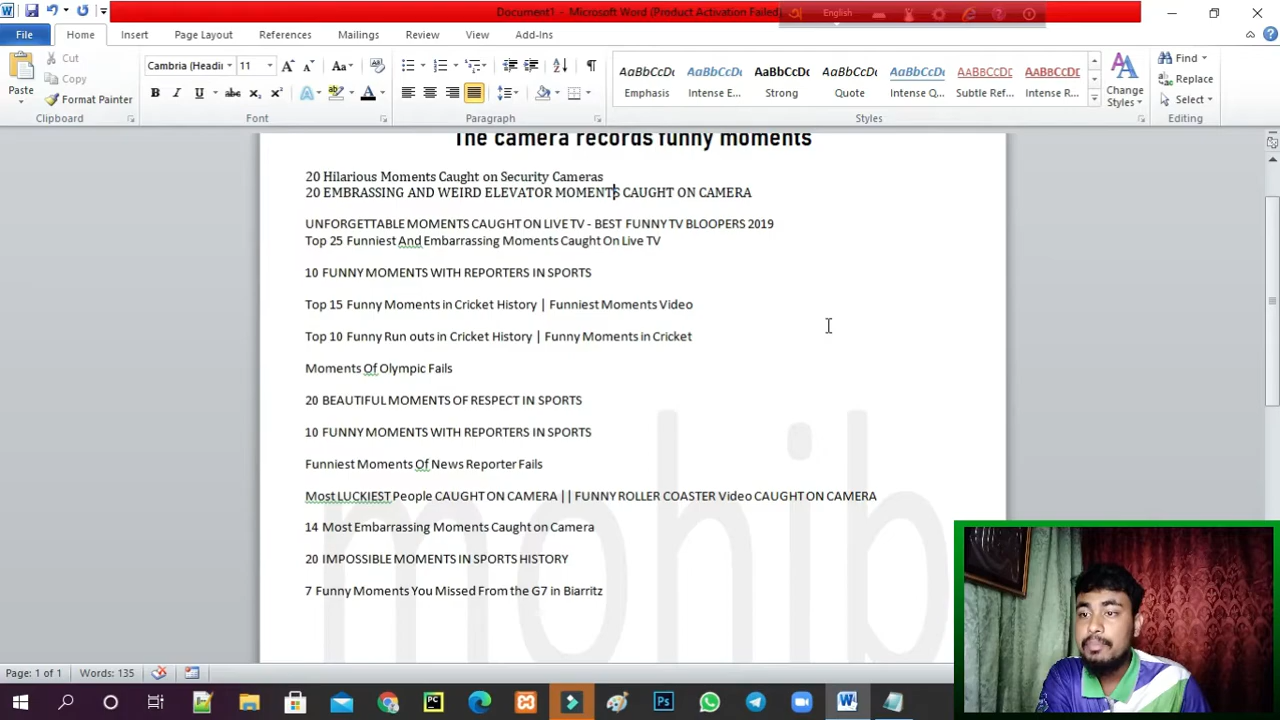 Document1 - Microsoft Word (Product Activation Failed)
English
File Home Insert Page Layout References Mailings Review View Add-Ins
Paste
Cut
Copy
Format Painter
Clipboard
Cambria (Headi 11
Font
Paragraph
AaBbCcDc AaBbCcDc AaBbCcDc AaBbCcDc AaBbCcDc AABBCCDC AABBCCDC
Emphasis Intense E... Strong Quote Intense Q... Subtle Ref... Intense R...
Change
Styles
Styles
Find
Replace
Select
Editing
The camera records funny moments
20 Hilarious Moments Caught on Security Cameras
20 EMBRASSING AND WEIRD ELEVATOR MOMENTS CAUGHT ON CAMERA
UNFORGETTABLE MOMENTS CAUGHT ON LIVE TV - BEST FUNNY TV BLOOPERS 2019
Top 25 Funniest And Embarrassing Moments Caught On Live TV
10 FUNNY MOMENTS WITH REPORTERS IN SPORTS
Top 15 Funny Moments in Cricket History | Funniest Moments Video
Top 10 Funny Run outs in Cricket History | Funny Moments in Cricket
Moments Of Olympic Fails
20 BEAUTIFUL MOMENTS OF RESPECT IN SPORTS
10 FUNNY MOMENTS WITH REPORTERS IN SPORTS
Funniest Moments Of News Reporter Fails
Most LUCKIEST People CAUGHT ON CAMERA || FUNNY ROLLER COASTER Video CAUGHT ON CAMERA
14 Most Embarrassing Moments Caught on Camera
20 IMPOSSIBLE MOMENTS IN SPORTS HISTORY
7 Funny Moments You Missed From the G7 in Biarritz
mohib
Page: 1 of 1 Words: 135